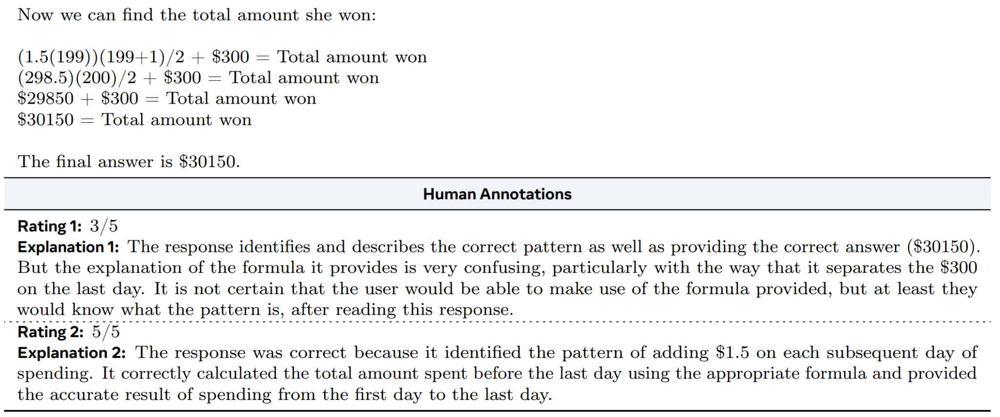 Now we can find the total amount she won:
(1.5(199))(199+1)/2 + $300 = Total amount won
(298.5)(200)/2 + $300 = Total amount won
$29850 + $300 = Total amount won
$30150 = Total amount won
The final answer is $30150.
Human Annotations
Rating 1: 3/5
Explanation 1: The response identifies and describes the correct pattern as well as providing the correct answer ($30150).
But the explanation of the formula it provides is very confusing, particularly with the way that it separates the $300
on the last day. It is not certain that the user would be able to make use of the formula provided, but at least they
would know what the pattern is, after reading this response.
Rating 2: 5/5
Explanation 2: The response was correct because it identified the pattern of adding $1.5 on each subsequent day of
spending. It correctly calculated the total amount spent before the last day using the appropriate formula and provided
the accurate result of spending from the first day to the last day.